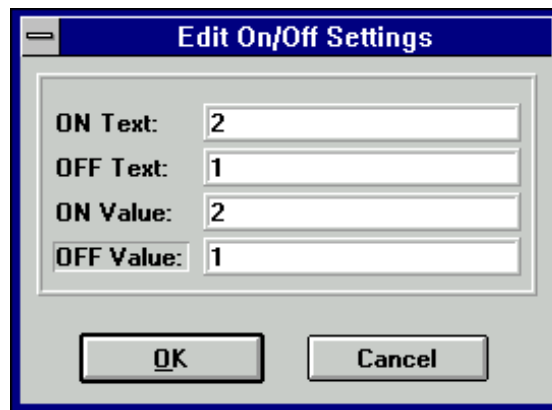 Edit On/Off Settings
ON Text: 2
OFF Text: 1
ON Value: 2
OFF Value: 1
OK Cancel